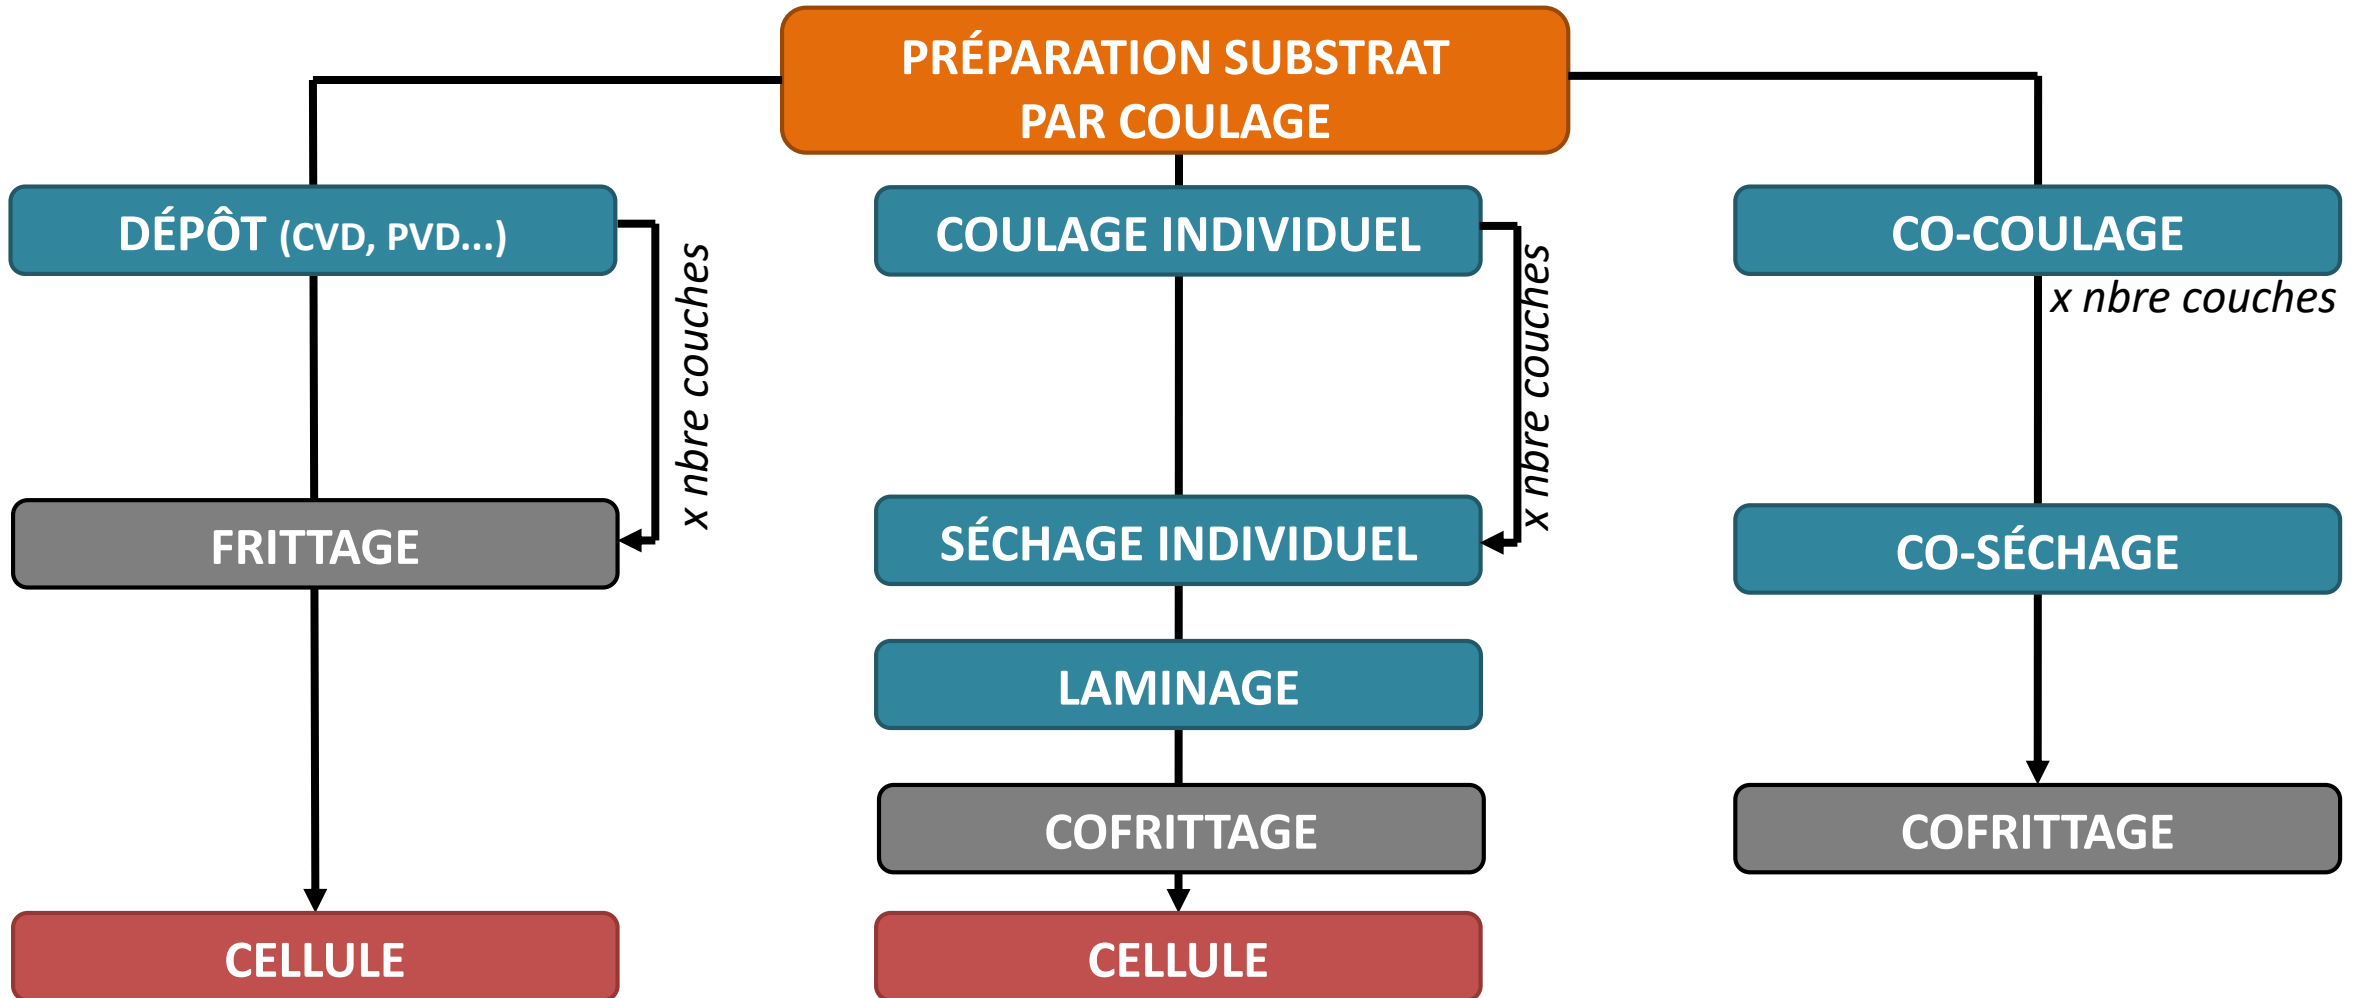 PRÉPARATION SUBSTRAT
PAR COULAGE
DÉPÔT (CVD, PVD...)
x nbre couches
FRITTAGE
CELLULE
COULAGE INDIVIDUEL
x nbre couches
SÉCHAGE INDIVIDUEL
LAMINAGE
COFRITTAGE
CELLULE
CO-COULAGE
x nbre couches
CO-SÉCHAGE
COFRITTAGE